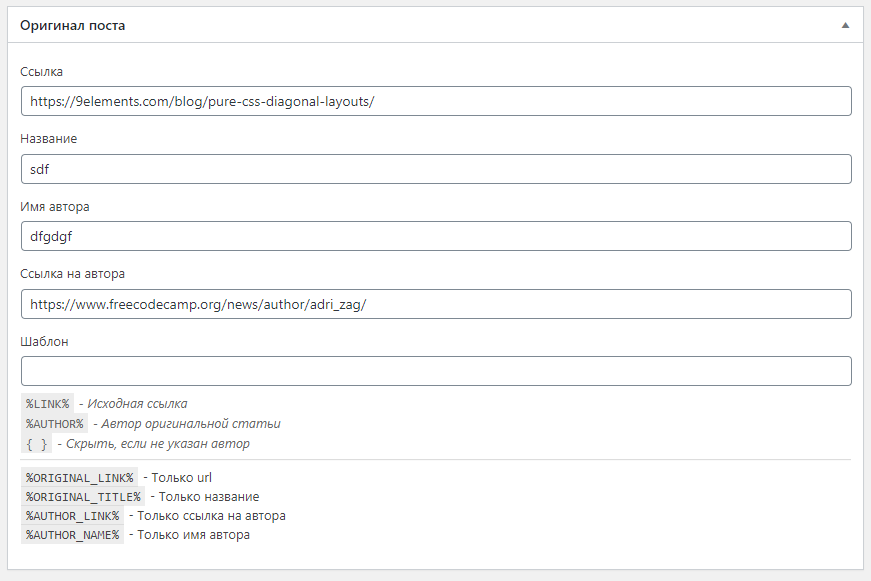 Оригинал поста
Ссылка
https://9elements.com/blog/pure-css-diagonal-layouts/
Название
sdf
Имя автора
dfgdgf
Ссылка на автора
https://www.freecodecamp.org/news/author/adri_zag/
Шаблон
%LINK% - Исходная ссылка
%AUTHOR% - Автор оригинальной статьи
{ } - Скрыть, если не указан автор
%ORIGINAL_LINK% - Только url
%ORIGINAL_TITLE% - Только название
%AUTHOR_LINK% - Только ссылка на автора
%AUTHOR_NAME% - Только имя автора